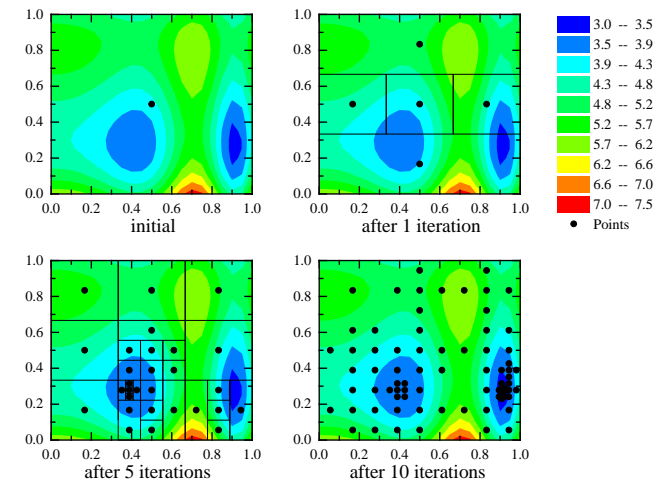 1.0
0.8
0.6
0.4
0.2
0.0
0.0 0.2 0.4 0.6 0.8 1.0
initial
1.0
0.8
0.6
0.4
0.2
0.0
0.0 0.2 0.4 0.6 0.8 1.0
after 1 iteration
3.0 -- 3.5
3.5 -- 3.9
3.9 -- 4.3
4.3 -- 4.8
4.8 -- 5.2
5.2 -- 5.7
5.7 -- 6.2
6.2 -- 6.6
6.6 -- 7.0
7.0 -- 7.5
Points
1.0
0.8
0.6
0.4
0.2
0.0
0.0 0.2 0.4 0.6 0.8 1.0
after 5 iterations
1.0
0.8
0.6
0.4
0.2
0.0
0.0 0.2 0.4 0.6 0.8 1.0
after 10 iterations